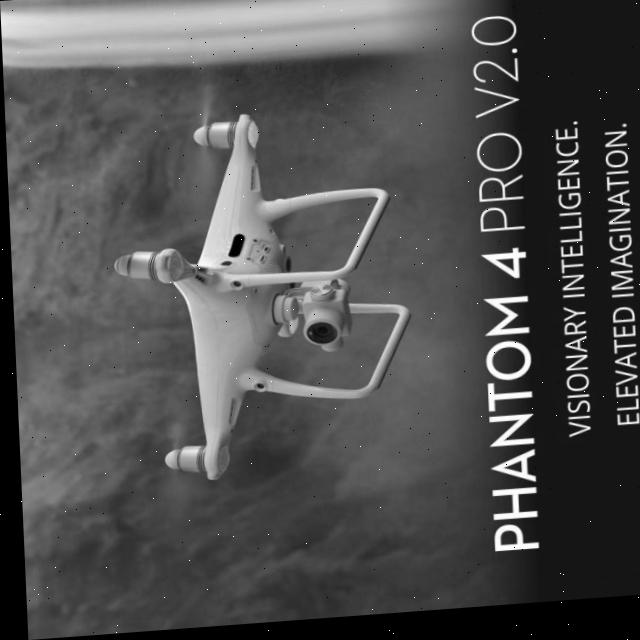 PHANTOM 4 PRO V2.0
VISIONARY INTELLIGENCE.
ELEVATED IMAGINATION.